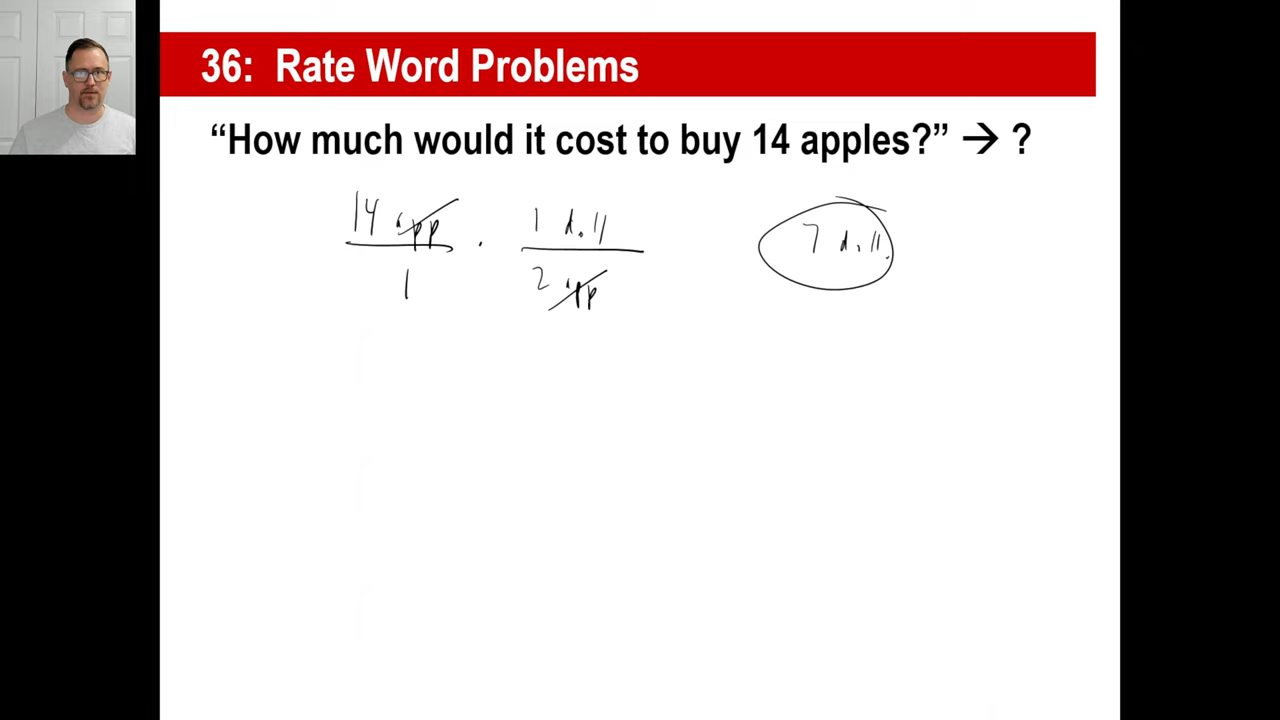 36: Rate Word Problems
“How much would it cost to buy 14 apples?” → ?
14 app · 1 doll 7 doll.
1 2 app